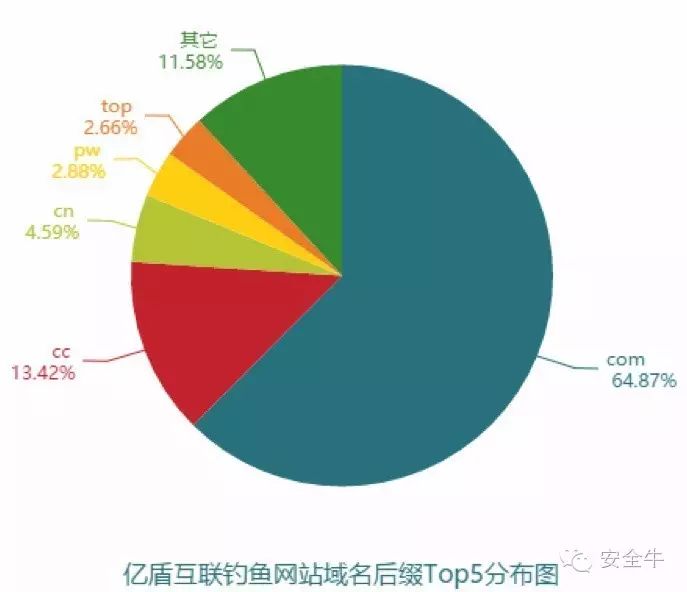 其它
11.58%
top
2.66%
pw
2.88%
cn
4.59%
cc
13.42%
com
64.87%
亿盾互联钓鱼网站域名后缀Top5分布图
安全牛